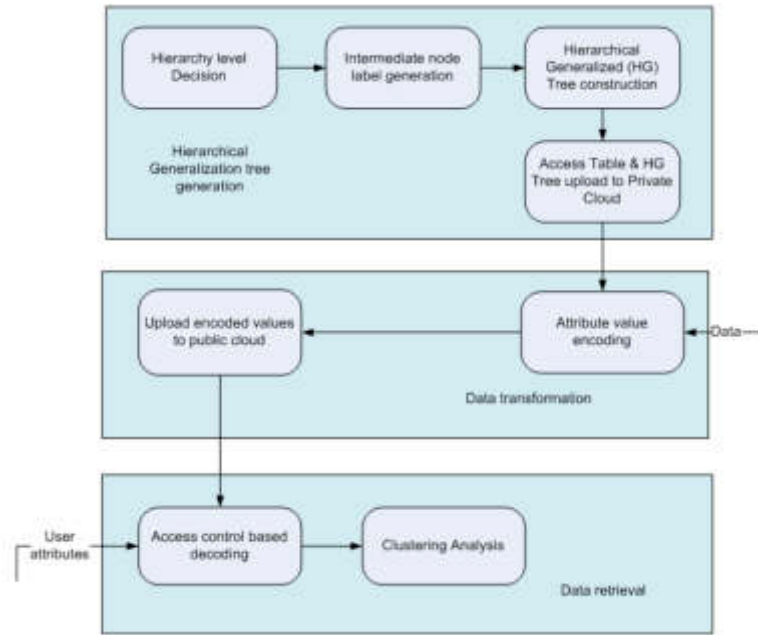 Hierarchy level
Decision
Intermediate node
label generation
Hierarchical
Generalized (HG)
Tree construction
Hierarchical
Generalization tree
generation
Access Table & HG
Tree upload to Private
Cloud
Upload encoded values
to public cloud
Attribute value
encoding
Data
Data transformation
User
attributes
Access control based
decoding
Clustering Analysis
Data retrieval